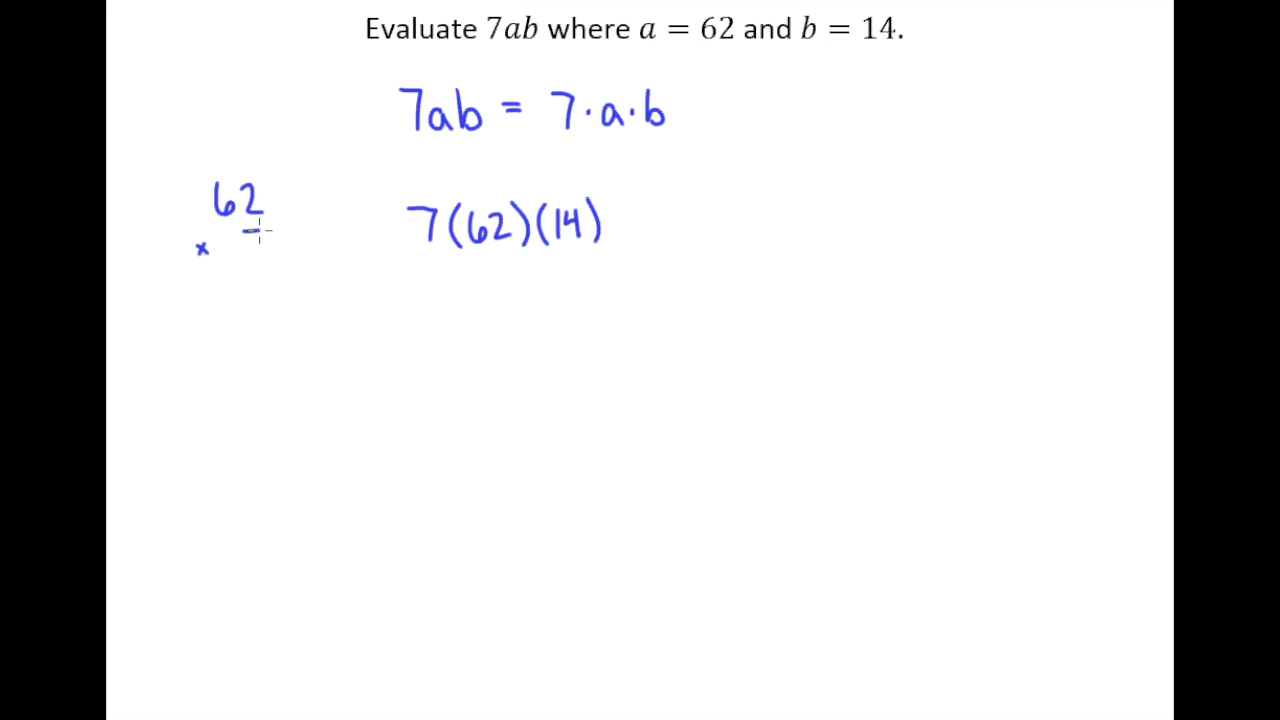 Evaluate 7ab where a = 62 and b = 14.
7ab = 7·a·b
62
7(62)(14)
×